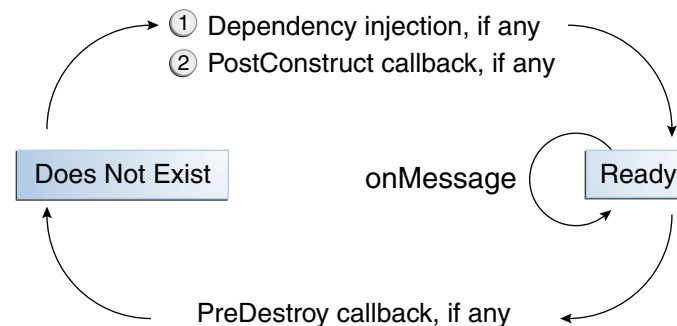 1 Dependency injection, if any
2 PostConstruct callback, if any
Does Not Exist
onMessage
Ready
PreDestroy callback, if any